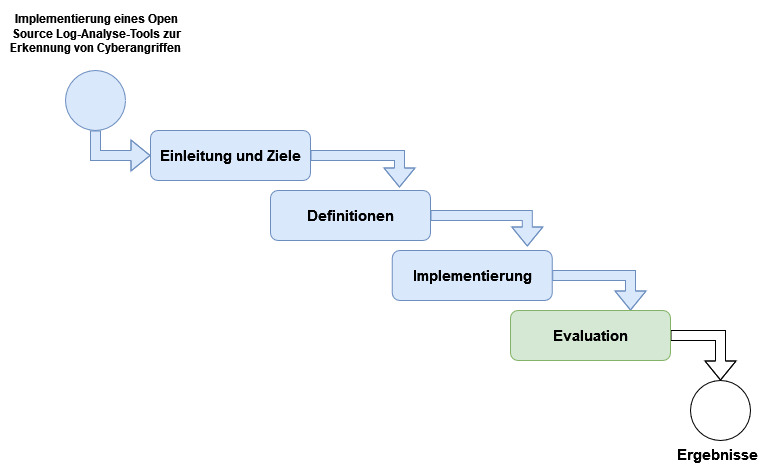 Implementierung eines Open
Source Log-Analyse-Tools zur
Erkennung von Cyberangriffen
Einleitung und Ziele
Definitionen
Implementierung
Evaluation
Ergebnisse